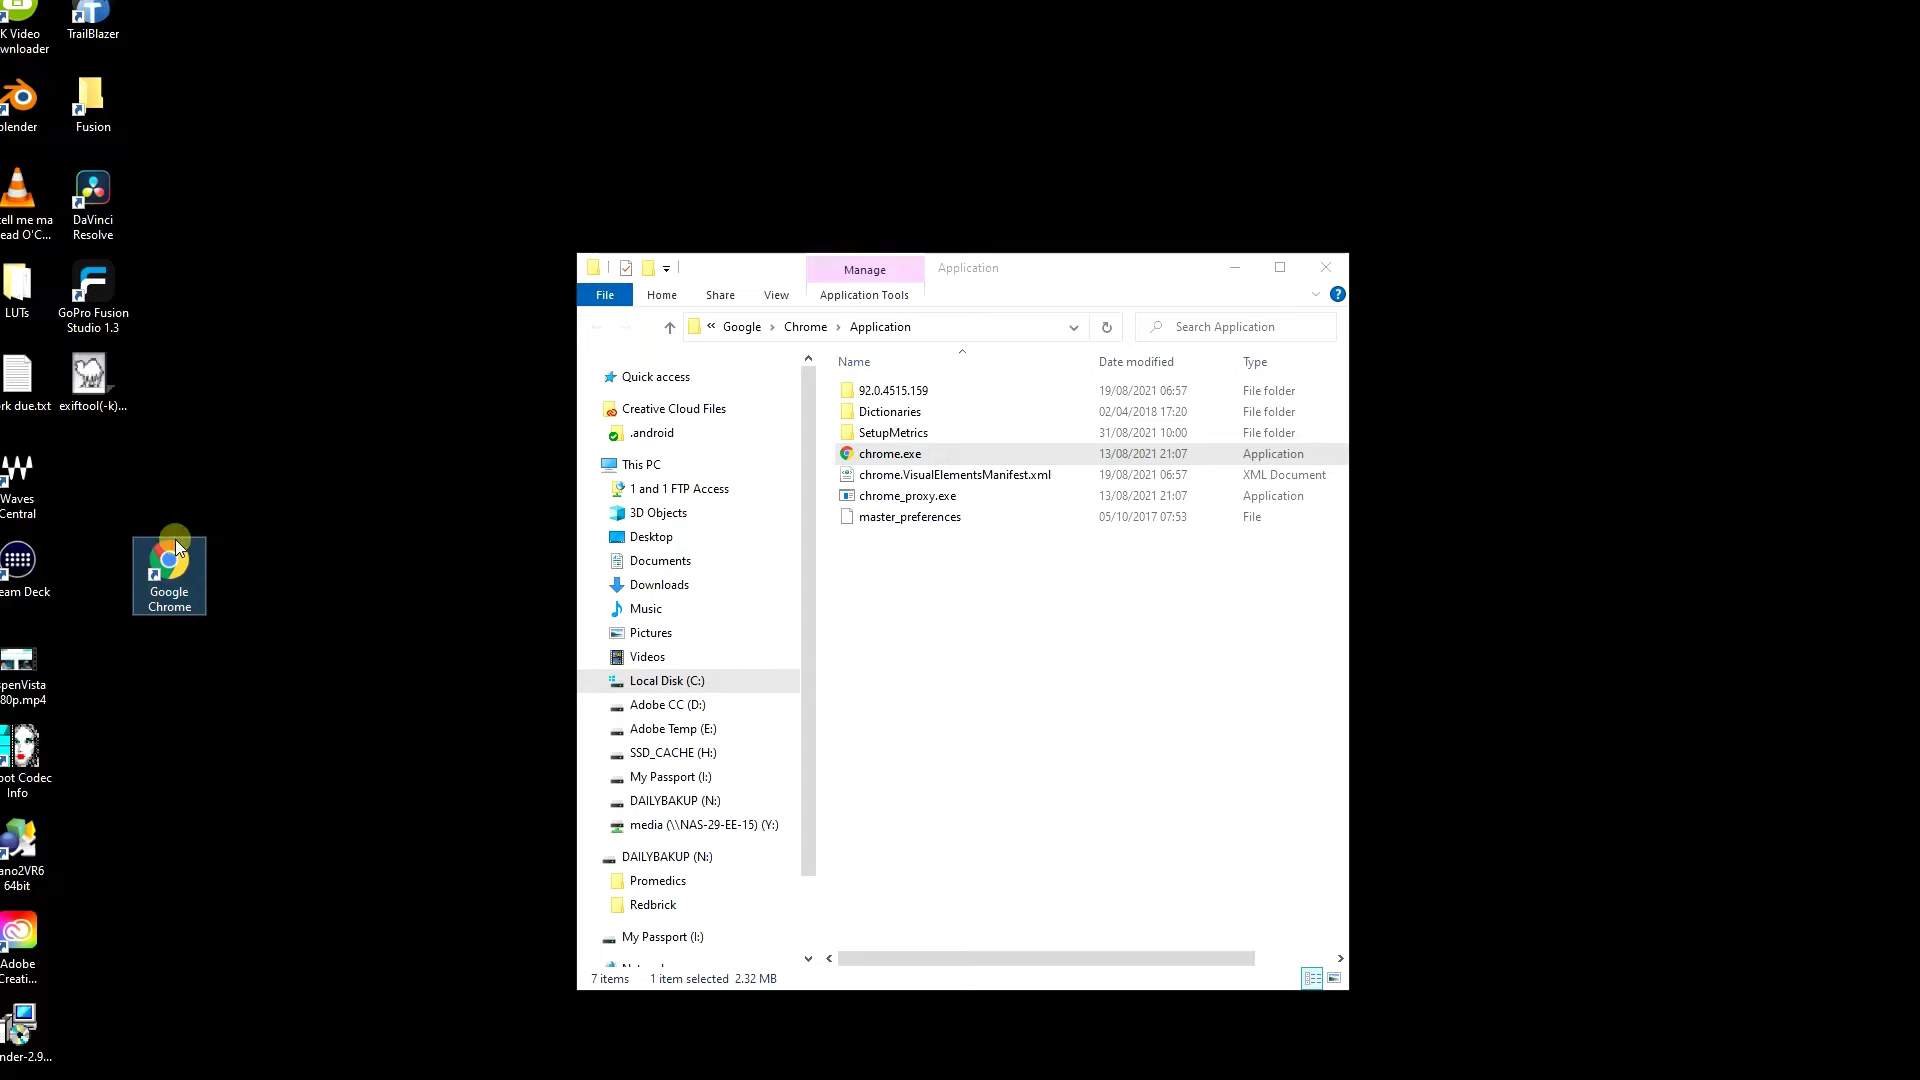 K Video
wnloader
TrailBlazer
blender
Fusion
tell me ma
ead O'C...
DaVinci
Resolve
LUTs
GoPro Fusion
Studio 1.3
rk due.txt
exiftool(-k)...
Waves
Central
eam Deck
Google
Chrome
spenVista
80p.mp4
oot Codec
Info
ano2VR6
64bit
Adobe
Creati...
nder-2.9...
Manage
Application
File
Home
Share
View
Application Tools
« Google › Chrome › Application
Search Application
Name
Date modified
Type
92.0.4515.159
19/08/2021 06:57
File folder
Dictionaries
02/04/2018 17:20
File folder
SetupMetrics
31/08/2021 10:00
File folder
chrome.exe
13/08/2021 21:07
Application
chrome.VisualElementsManifest.xml
19/08/2021 06:57
XML Document
chrome_proxy.exe
13/08/2021 21:07
Application
master_preferences
05/10/2017 07:53
File
Quick access
Creative Cloud Files
.android
This PC
1 and 1 FTP Access
3D Objects
Desktop
Documents
Downloads
Music
Pictures
Videos
Local Disk (C:)
Adobe CC (D:)
Adobe Temp (E:)
SSD_CACHE (H:)
My Passport (I:)
DAILYBAKUP (N:)
media (\\NAS-29-EE-15) (Y:)
DAILYBAKUP (N:)
Promedics
Redbrick
My Passport (I:)
7 items
1 item selected 2.32 MB